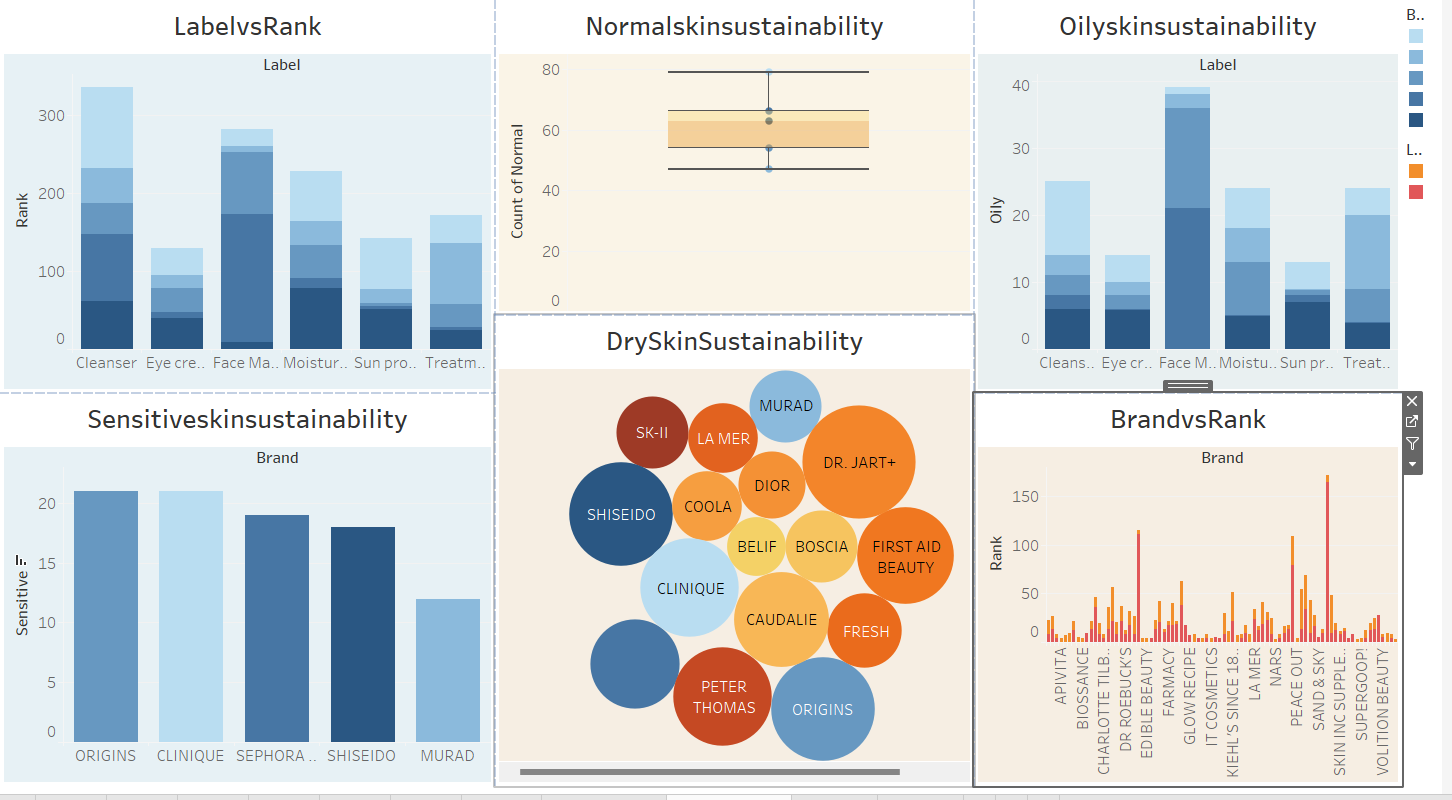 LabelvsRank
Label
Rank
300
200
100
0
Cleanser
Eye cre..
Face Ma..
Moistur..
Sun pro..
Treatm..
Normalskinsustainability
Count of Normal
80
60
40
20
0
Oilyskinsustainability
Label
Oily
40
30
20
10
0
Cleans..
Eye cr..
Face M..
Moistu..
Sun pr..
Treat..
B..
L..
Sensitiveskinsustainability
Brand
Sensitive
20
15
10
5
0
ORIGINS
CLINIQUE
SEPHORA ..
SHISEIDO
MURAD
DrySkinSustainability
MURAD
SK-II
LA MER
DR. JART+
DIOR
COOLA
SHISEIDO
BELIF
BOSCIA
FIRST AID
BEAUTY
CLINIQUE
CAUDALIE
FRESH
PETER
THOMAS
ORIGINS
BrandvsRank
Brand
Rank
150
100
50
0
APIVITA
BIOSSANCE
CHARLOTTE TILB..
DR ROEBUCK'S
EDIBLE BEAUTY
FARMACY
GLOW RECIPE
IT COSMETICS
KIEHL'S SINCE 18..
LA MER
NARS
PEACE OUT
SAND & SKY
SKIN INC SUPPLE..
SUPERGOOP!
VOLITION BEAUTY